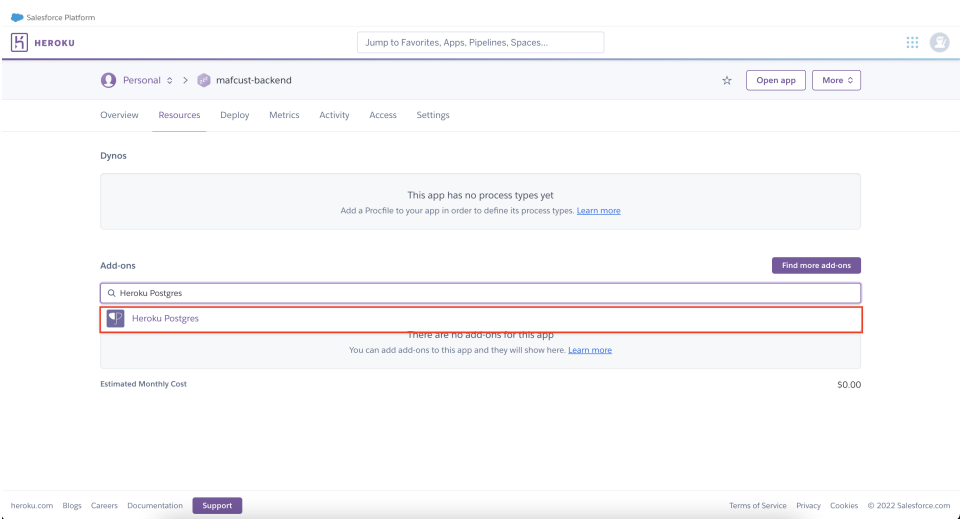 Salesforce Platform
HEROKU
Jump to Favorites, Apps, Pipelines, Spaces...
Personal > mafcust-backend
Open app
More
Overview Resources Deploy Metrics Activity Access Settings
Dynos
This app has no process types yet
Add a Procfile to your app in order to define its process types. Learn more
Add-ons
Find more add-ons
Heroku Postgres
Heroku Postgres
There are no add-ons for this app
You can add add-ons to this app and they will show here. Learn more
Estimated Monthly Cost
$0.00
heroku.com Blogs Careers Documentation Support
Terms of Service Privacy Cookies © 2022 Salesforce.com